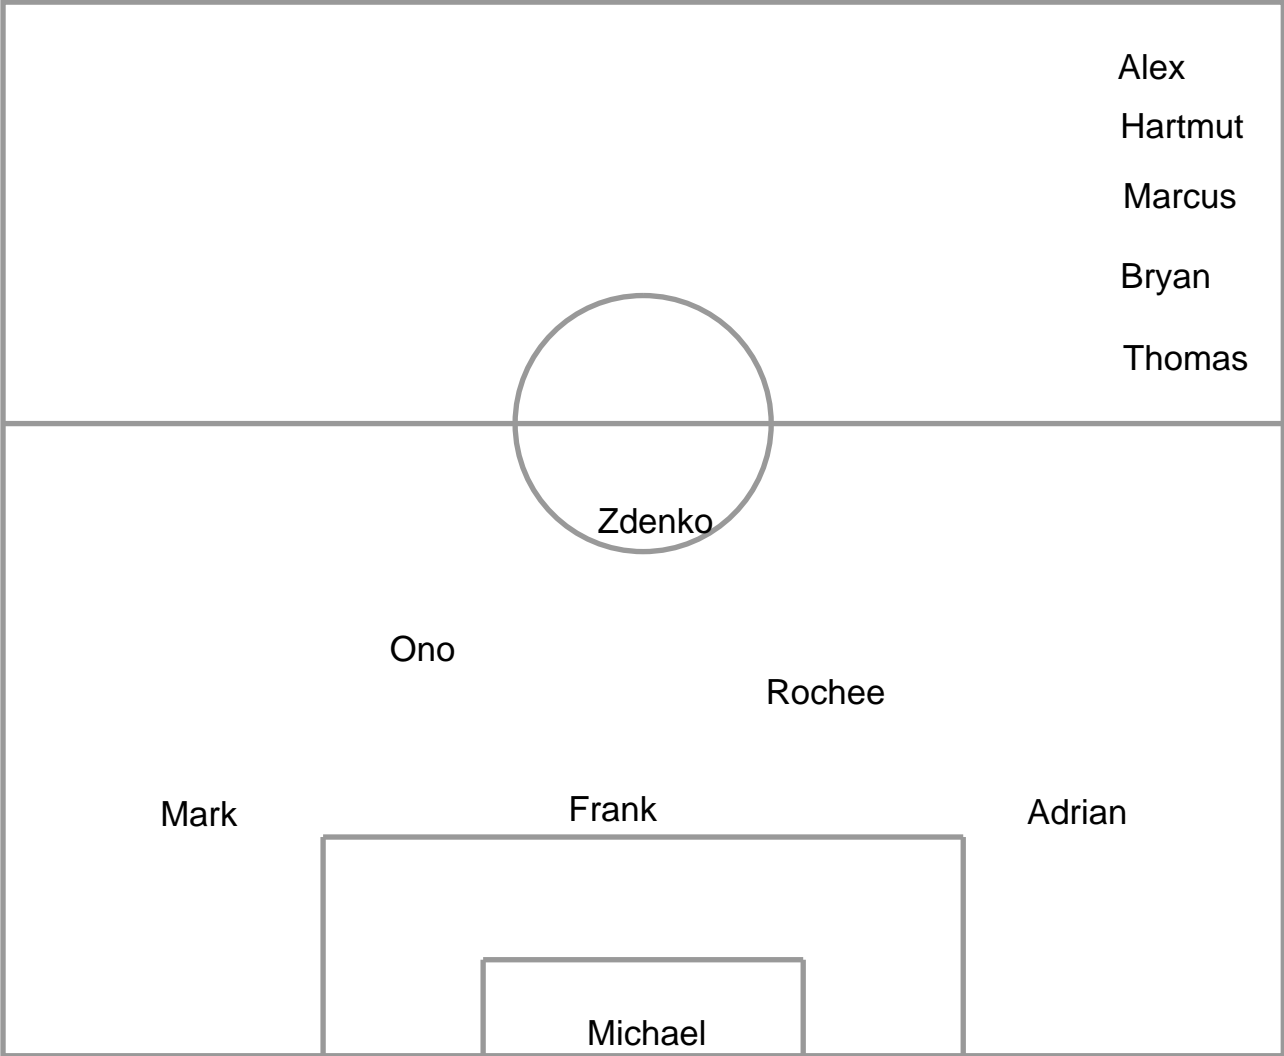 Alex
Hartmut
Marcus
Bryan
Thomas
Zdenko
Ono
Rochee
Mark
Frank
Adrian
Michael